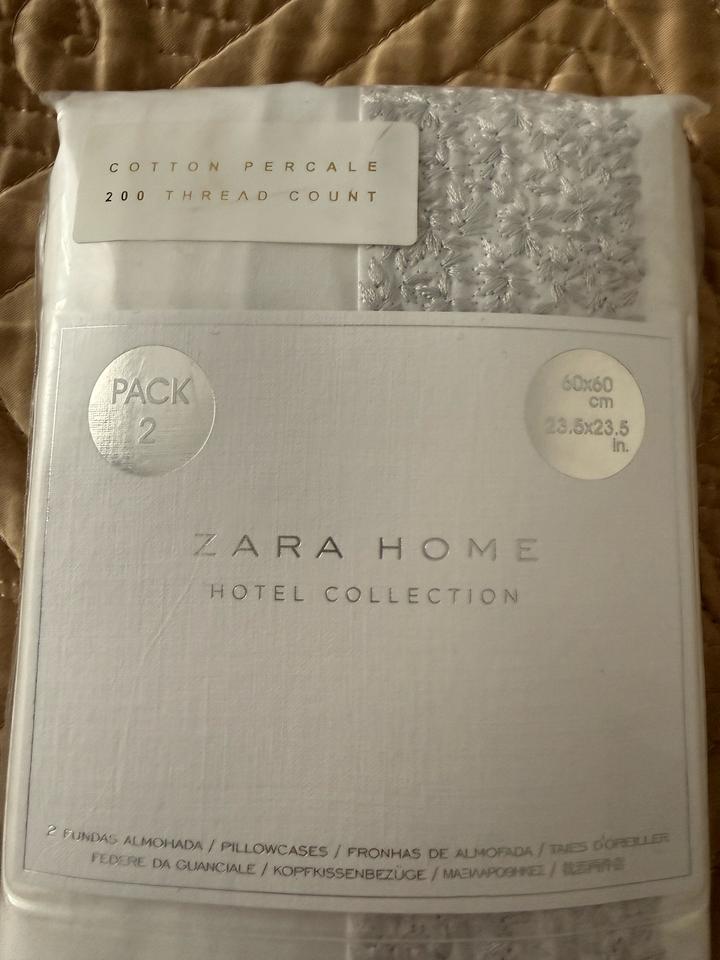 COTTON PERCALE
200 THREAD COUNT
PACK
2
60x60
cm
23.5x23.5
in.
ZARA HOME
HOTEL COLLECTION
2 FUNDAS ALMOHADA / PILLOWCASES / FRONHAS DE ALMOFADA / TAIES D'OREILLER
FEDERE DA GUANCIALE / KOPFKISSENBEZÜGE / ΜΑΞΙΛΑΡΟΘΗΚΕΣ /